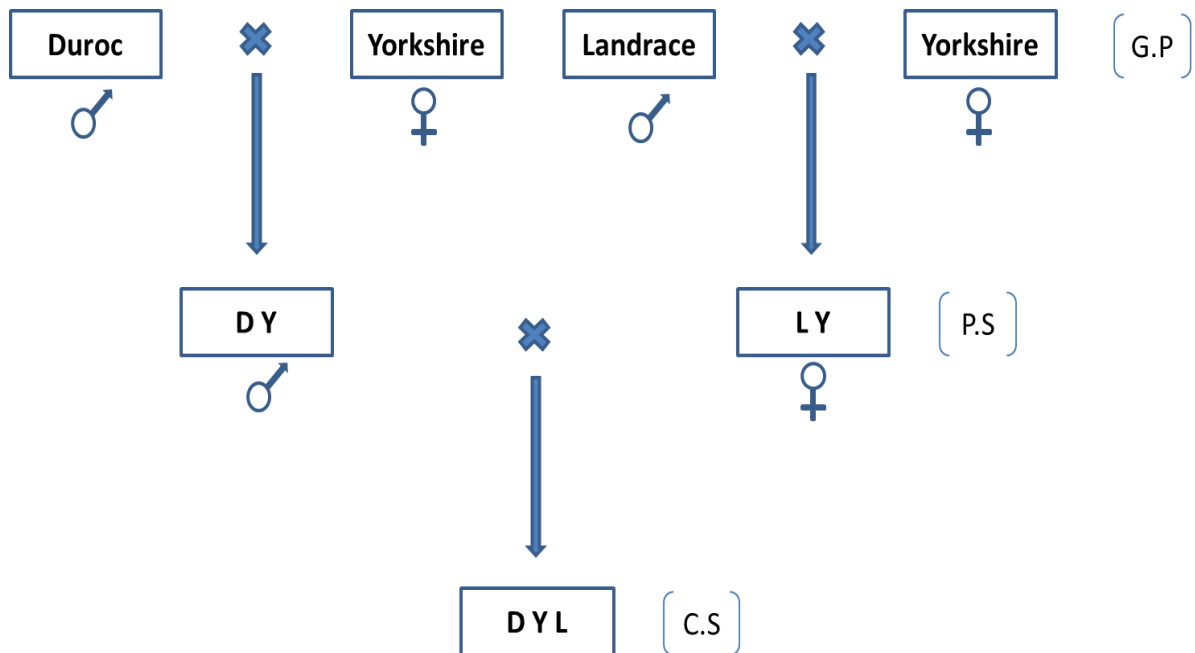 Duroc
Yorkshire
Landrace
Yorkshire
G.P
D Y
L Y
P.S
D Y L
C.S